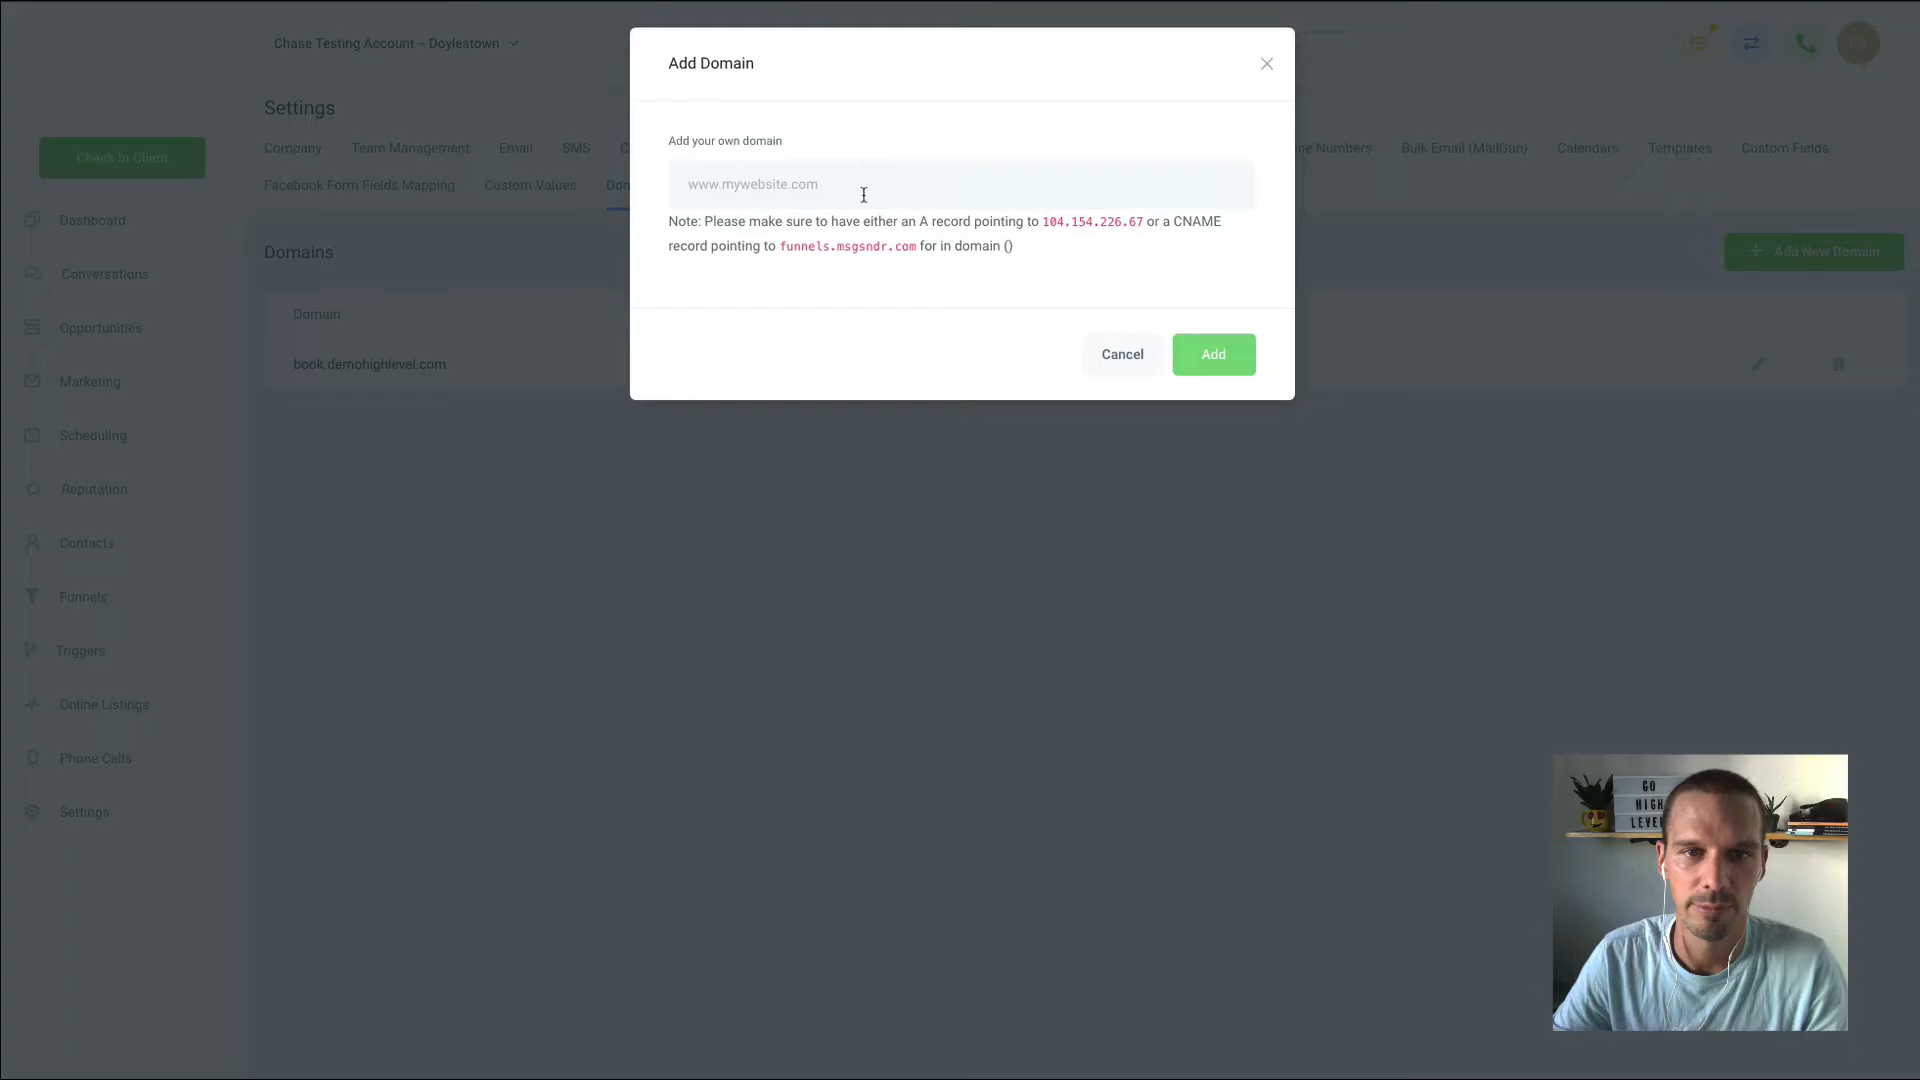 Chase Testing Account – Doylestown
Add Domain
Settings
Check In Client
Company Team Management Email SMS C
ne Numbers Bulk Email (MailGun) Calendars Templates Custom Fields
Facebook Form Fields Mapping Custom Values Don
Add your own domain
www.mywebsite.com
Note: Please make sure to have either an A record pointing to 104.154.226.67 or a CNAME
record pointing to funnels.msgsndr.com for in domain ()
Cancel
Add
Domains
+ Add New Domain
Domain
book.demohighlevel.com
Dashboard
Conversations
Opportunities
Marketing
Scheduling
Reputation
Contacts
Funnels
Triggers
Online Listings
Phone Calls
Settings
GO
HIGH
LEVEL